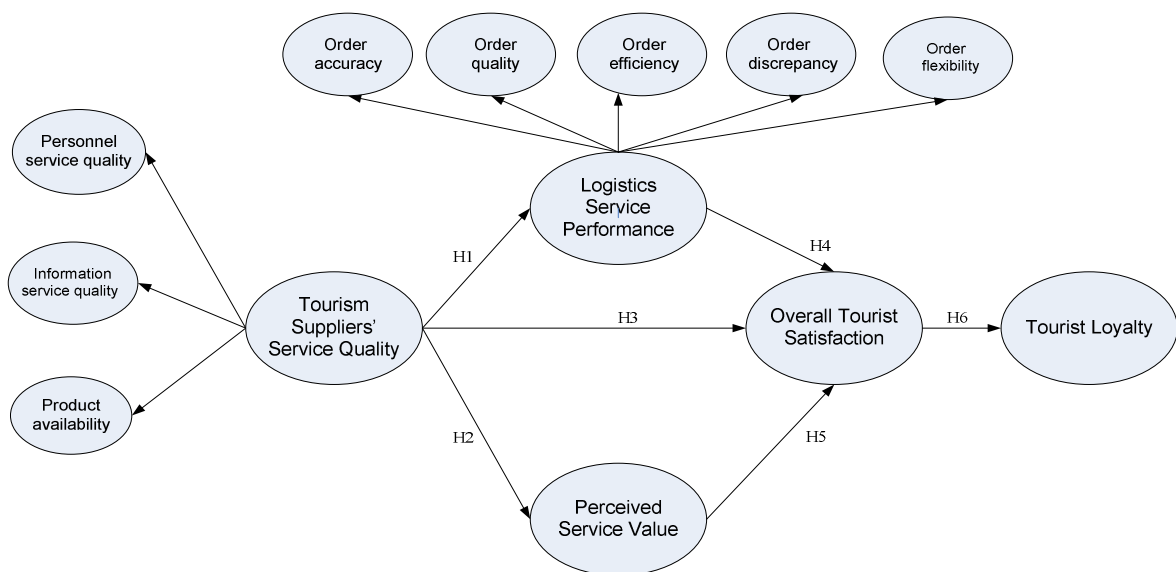 Order
accuracy
Order
quality
Order
efficiency
Order
discrepancy
Order
flexibility
Personnel
service quality
Information
service quality
Product
availability
Tourism
Suppliers'
Service Quality
H1
H3
H2
Logistics
Service
Performance
Perceived
Service Value
H4
H5
Overall Tourist
Satisfaction
H6
Tourist Loyalty